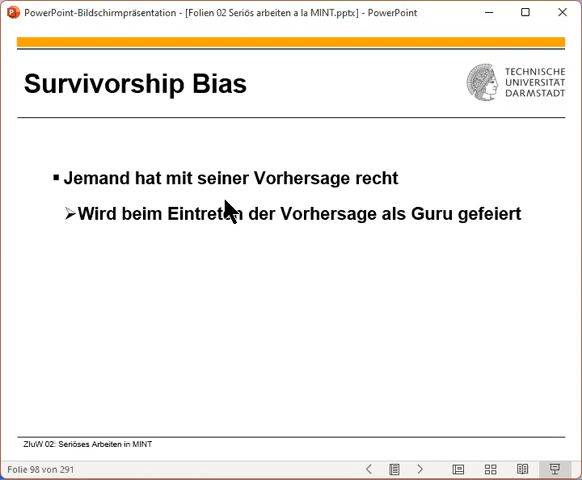 PowerPoint-Bildschirmpräsentation - [Folien 02 Seriös arbeiten a la MINT.pptx] - PowerPoint
Survivorship Bias
TECHNISCHE
UNIVERSITÄT
DARMSTADT
▪ Jemand hat mit seiner Vorhersage recht
➢Wird beim Eintreten der Vorhersage als Guru gefeiert
ZIuW 02: Seriöses Arbeiten in MINT
Folie 98 von 291